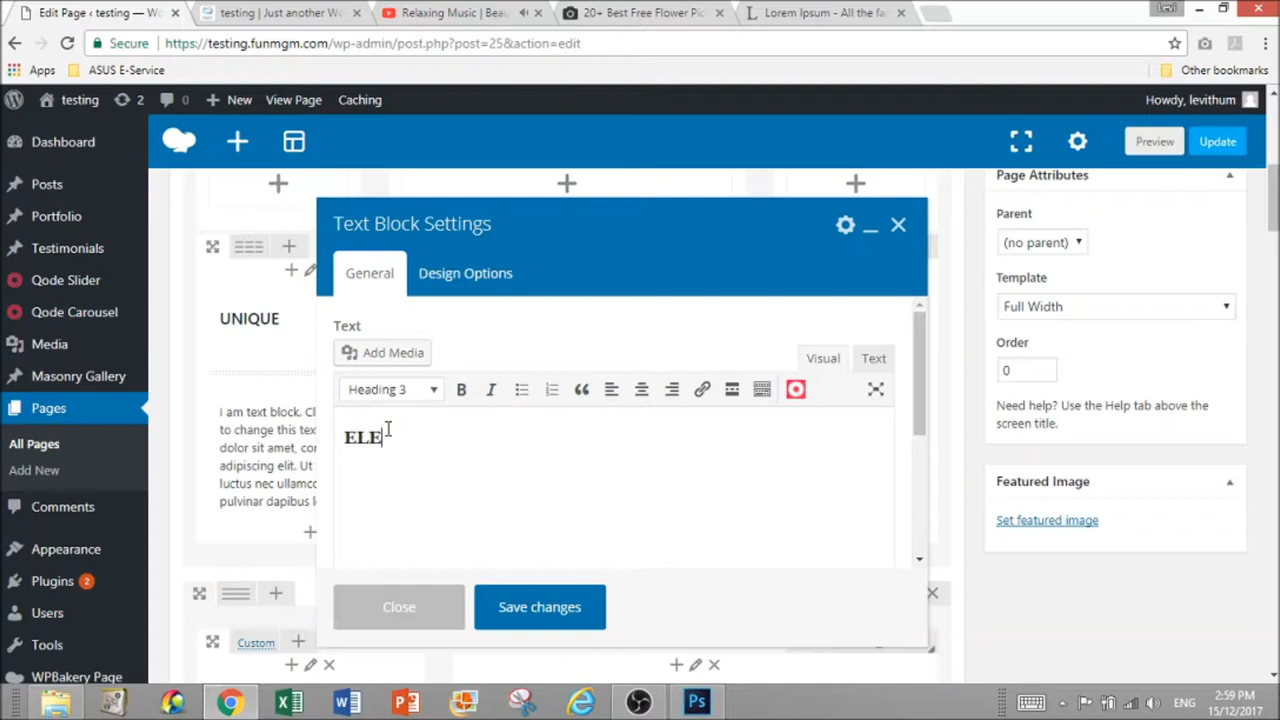 Edit Page ‹ testing — Wo
testing | Just another Wo
Relaxing Music | Beau
20+ Best Free Flower Pic
Lorem Ipsum - All the fa
Levi
Secure
https://testing.funmgm.com/wp-admin/post.php?post=25&action=edit
Apps
ASUS E-Service
Other bookmarks
testing
2
0
New
View Page
Caching
Howdy, levithum
Dashboard
Posts
Portfolio
Testimonials
Qode Slider
Qode Carousel
Media
Masonry Gallery
Pages
All Pages
Add New
Comments
Appearance
Plugins 2
Users
Tools
WPBakery Page
Preview
Update
UNIQUE
I am text block. Cl
to change this tex
dolor sit amet, con
adipiscing elit. Ut
luctus nec ullamco
pulvinar dapibus l
Custom
Text Block Settings
General
Design Options
Text
Add Media
Visual
Text
Heading 3
B
I
ELE
Close
Save changes
Page Attributes
Parent
(no parent)
Template
Full Width
Order
0
Need help? Use the Help tab above the
screen title.
Featured Image
Set featured image
Ps
ENG
2:59 PM
15/12/2017